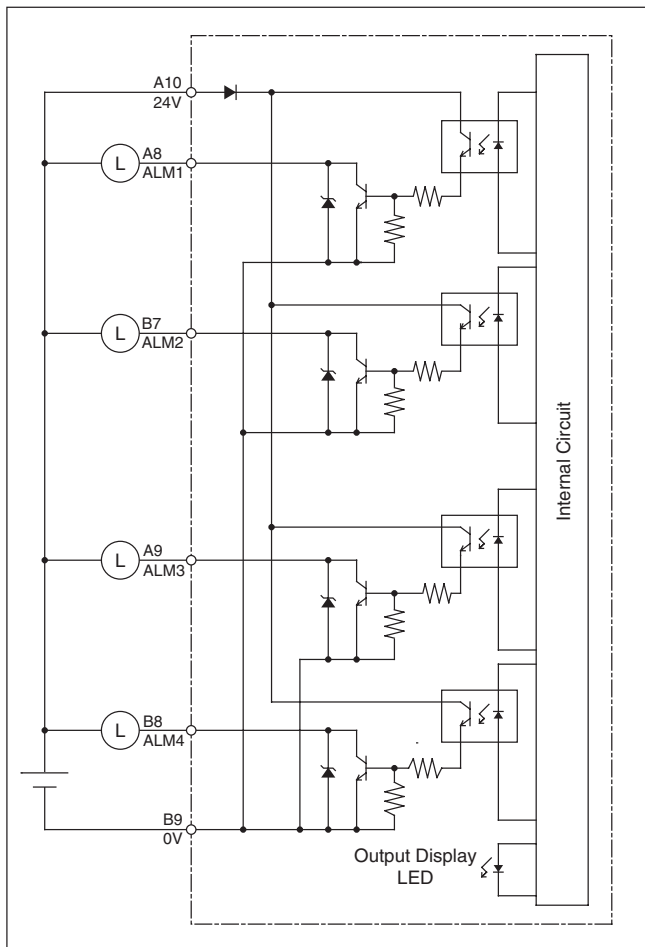 A10
24V
L
A8
ALM1
L
B7
ALM2
Internal Circuit
L
A9
ALM3
L
B8
ALM4
B9
0V
Output Display
LED